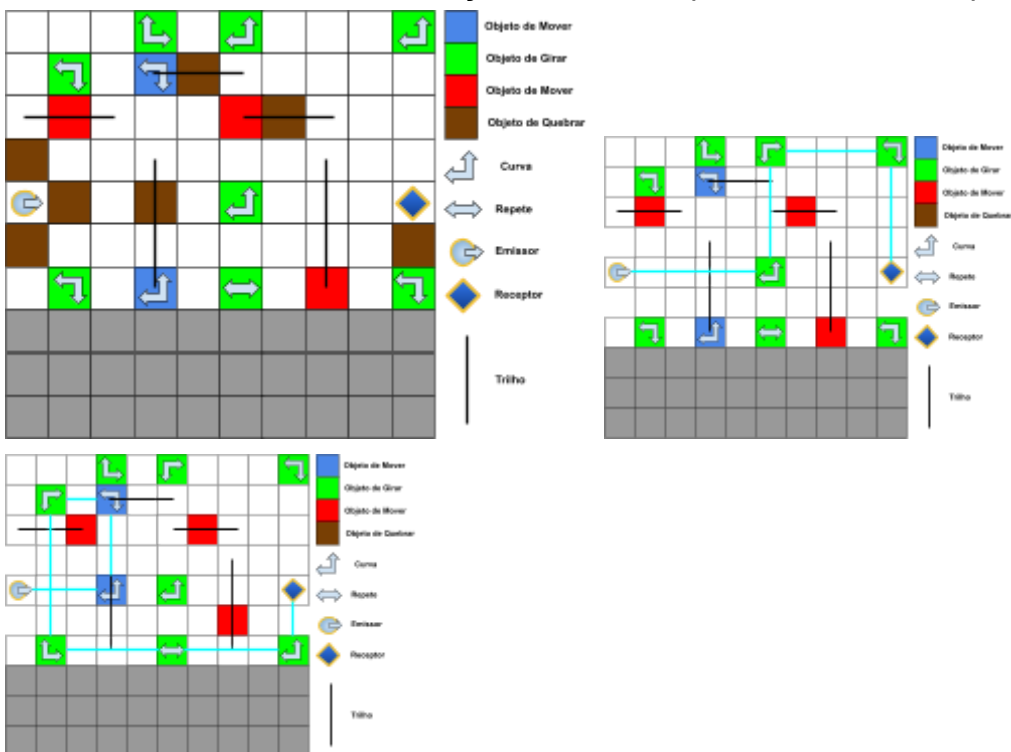 Objeto de Mover
Objeto de Girar
Objeto de Mover
Objeto de Quebrar
Curva
Repete
Emissor
Receptor
Trilho
Objeto de Mover
Objeto de Girar
Objeto de Mover
Objeto de Quebrar
Curva
Repete
Emissor
Receptor
Trilho
Objeto de Mover
Objeto de Girar
Objeto de Mover
Objeto de Quebrar
Curva
Repete
Emissor
Receptor
Trilho